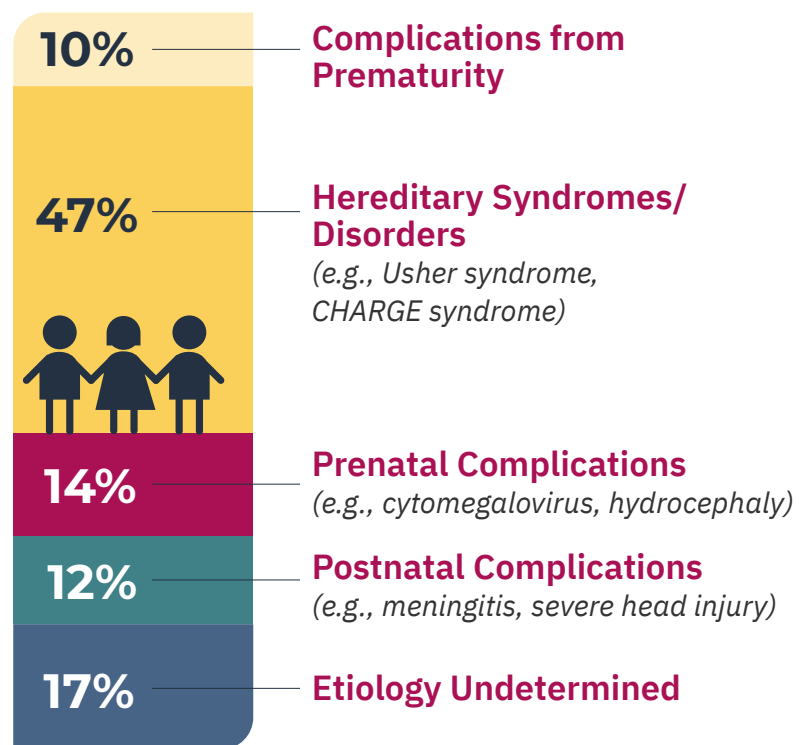 10%
Complications from
Prematurity
47%
Hereditary Syndromes/
Disorders
(e.g., Usher syndrome,
CHARGE syndrome)
14%
Prenatal Complications
(e.g., cytomegalovirus, hydrocephaly)
12%
Postnatal Complications
(e.g., meningitis, severe head injury)
17%
Etiology Undetermined